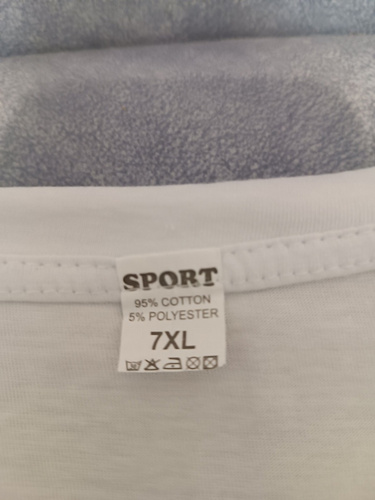 SPORT
95% COTTON
5% POLYESTER
7XL